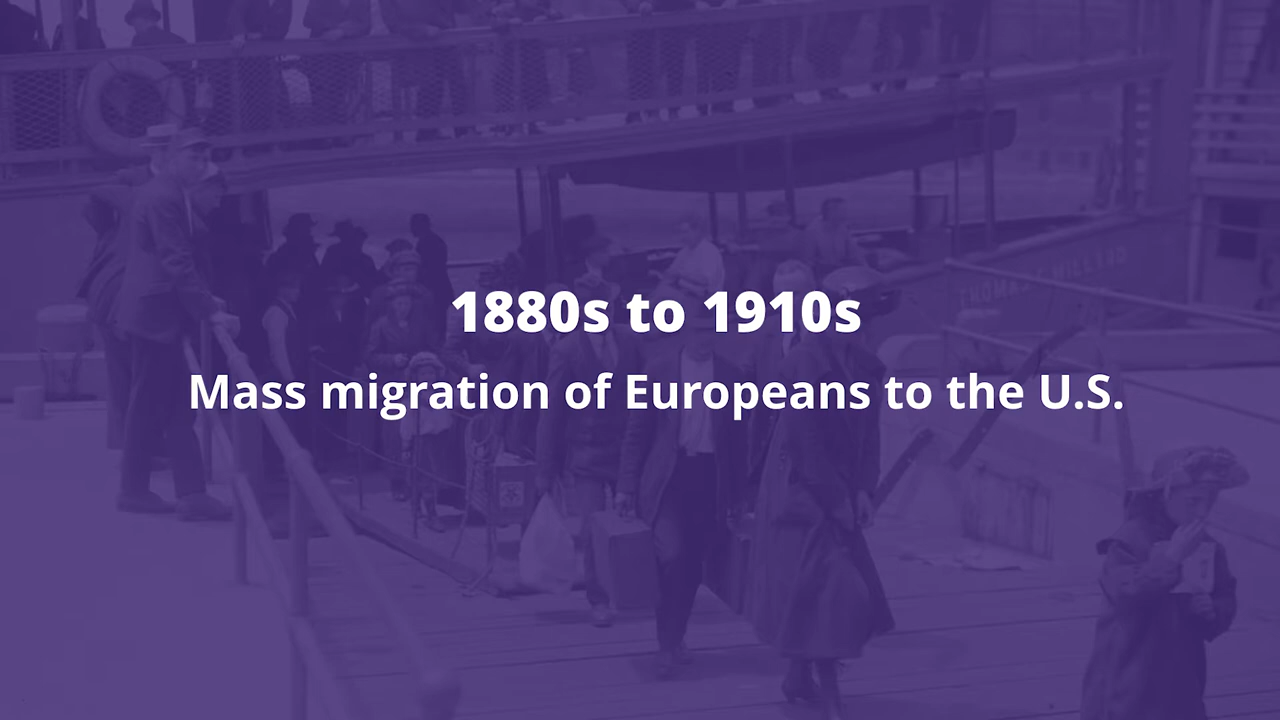 1880s to 1910s
Mass migration of Europeans to the U.S.